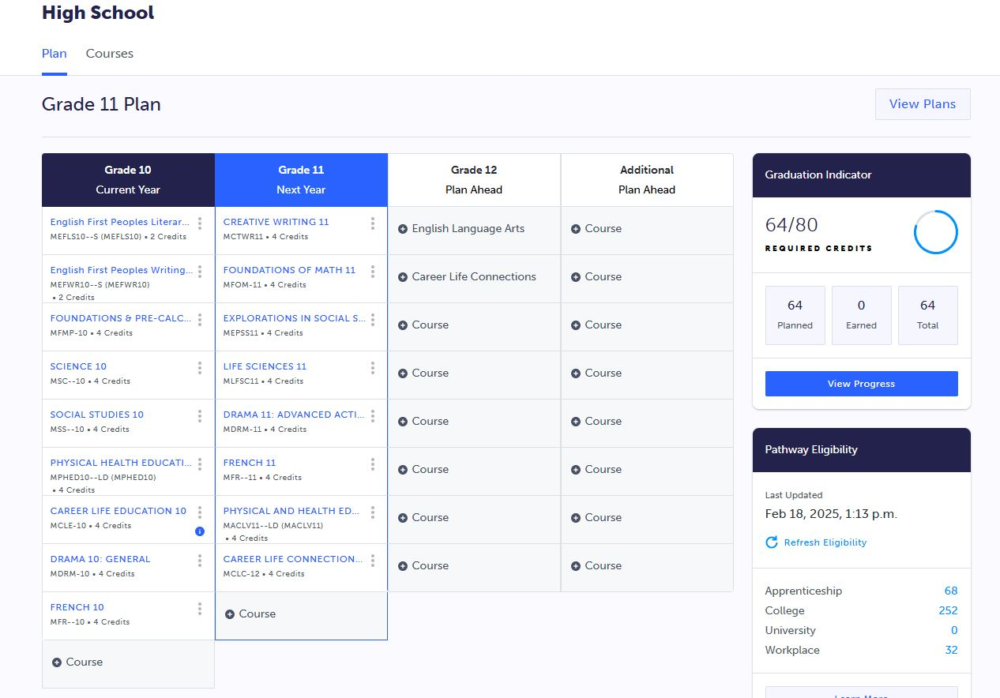 High School
Plan
Courses
Grade 11 Plan
View Plans
Grade 10
Current Year
English First Peoples Literar...
MEFLS10--S (MEFLS10) • 2 Credits
English First Peoples Writing...
MEFWR10--S (MEFWR10)
• 2 Credits
FOUNDATIONS & PRE-CALC...
MFMP-10 • 4 Credits
SCIENCE 10
MSC--10 • 4 Credits
SOCIAL STUDIES 10
MSS--10 • 4 Credits
PHYSICAL HEALTH EDUCATI...
MPHED10--LD (MPHED10)
• 4 Credits
CAREER LIFE EDUCATION 10
MCLE-10 • 4 Credits
DRAMA 10: GENERAL
MDRM-10 • 4 Credits
FRENCH 10
MFR--10 • 4 Credits
Course
Grade 11
Next Year
CREATIVE WRITING 11
MCTWR11 • 4 Credits
FOUNDATIONS OF MATH 11
MFOM-11 • 4 Credits
EXPLORATIONS IN SOCIAL S...
MEPSS11 • 4 Credits
LIFE SCIENCES 11
MLFSC11 • 4 Credits
DRAMA 11: ADVANCED ACTI...
MDRM-11 • 4 Credits
FRENCH 11
MFR--11 • 4 Credits
PHYSICAL AND HEALTH ED...
MACLV11--LD (MACLV11)
• 4 Credits
CAREER LIFE CONNECTION...
MCLC-12 • 4 Credits
Course
Grade 12
Plan Ahead
English Language Arts
Career Life Connections
Course
Course
Course
Course
Course
Course
Additional
Plan Ahead
Course
Course
Course
Course
Course
Course
Course
Course
Graduation Indicator
64/80
REQUIRED CREDITS
64
Planned
0
Earned
64
Total
View Progress
Pathway Eligibility
Last Updated
Feb 18, 2025, 1:13 p.m.
Refresh Eligibility
Apprenticeship 68
College 252
University 0
Workplace 32
Learn More